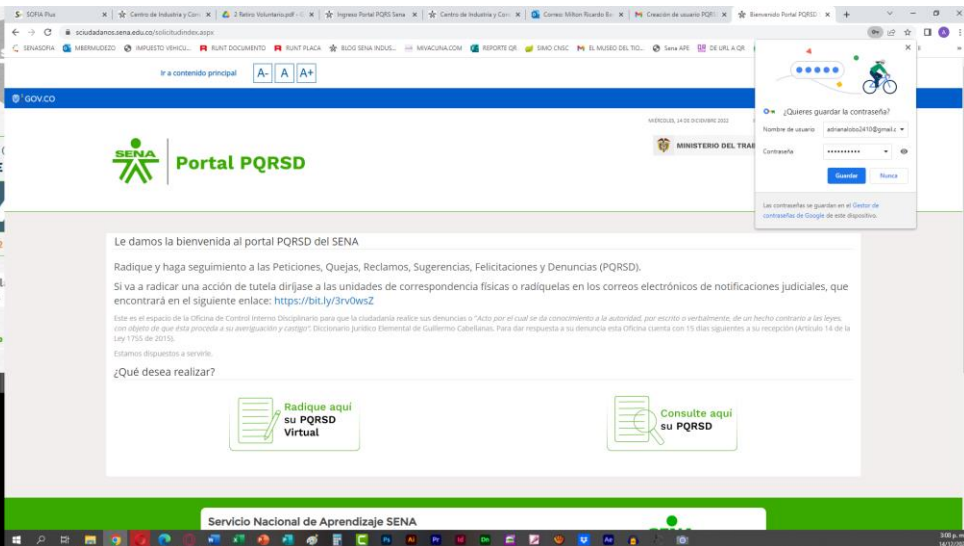 S- SOFIA Plus
Centro de Industria y Con
2 Retiro Voluntario.pdf - C
Ingreso Portal PQRS Sena
Centro de Industria y Con
Correo: Milton Ricardo Be
Creación de usuario PQRS
Bienvenido Portal PQRSD
sciudadanos.sena.edu.co/solicitudindex.aspx
SENASOFIA
MBERMUDEZO
IMPUESTO VEHICU...
RUNT DOCUMENTO
RUNT PLACA
BLOG SENA INDUS...
MIVACUNA.COM
REPORTE QR
SIMO CNSC
EL MUSEO DEL TIO...
Sena APE
DE URL A QR
Ir a contenido principal
A- A A+
GOV.CO
MIÉRCOLES, 14 DE DICIEMBRE 2022
SENA
Portal PQRSD
MINISTERIO DEL TRAB
¿Quieres guardar la contraseña?
Nombre de usuario adrianalobo2410@gmail.c
Contraseña ••••••••••
Guardar Nunca
Las contraseñas se guardan en el Gestor de
contraseñas de Google de este dispositivo.
Le damos la bienvenida al portal PQRSD del SENA
Radique y haga seguimiento a las Peticiones, Quejas, Reclamos, Sugerencias, Felicitaciones y Denuncias (PQRSD).
Si va a radicar una acción de tutela diríjase a las unidades de correspondencia físicas o radíquelas en los correos electrónicos de notificaciones judiciales, que
encontrará en el siguiente enlace: https://bit.ly/3rv0wsZ
Este es el espacio de la Oficina de Control Interno Disciplinario para que la ciudadanía realice sus denuncias o "Acto por el cual se da conocimiento a la autoridad, por escrito o verbalmente, de un hecho contrario a las leyes,
con objeto de que ésta proceda a su averiguación y castigo". Diccionario Jurídico Elemental de Guillermo Cabellanas. Para dar respuesta a su denuncia esta Oficina cuenta con 15 días siguientes a su recepción (Artículo 14 de la
Ley 1755 de 2015).
Estamos dispuestos a servirle.
¿Qué desea realizar?
Radique aquí
su PQRSD
Virtual
Consulte aquí
su PQRSD
Servicio Nacional de Aprendizaje SENA
3:00 p. m.
14/12/202